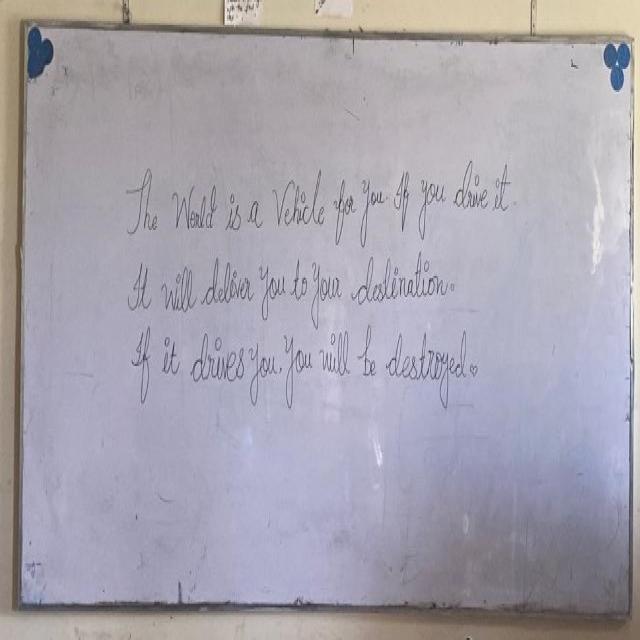 The World is a Vehicle for you. If you drive it.
It will deliver you to your destination.
If it drives you, you will be destroyed.